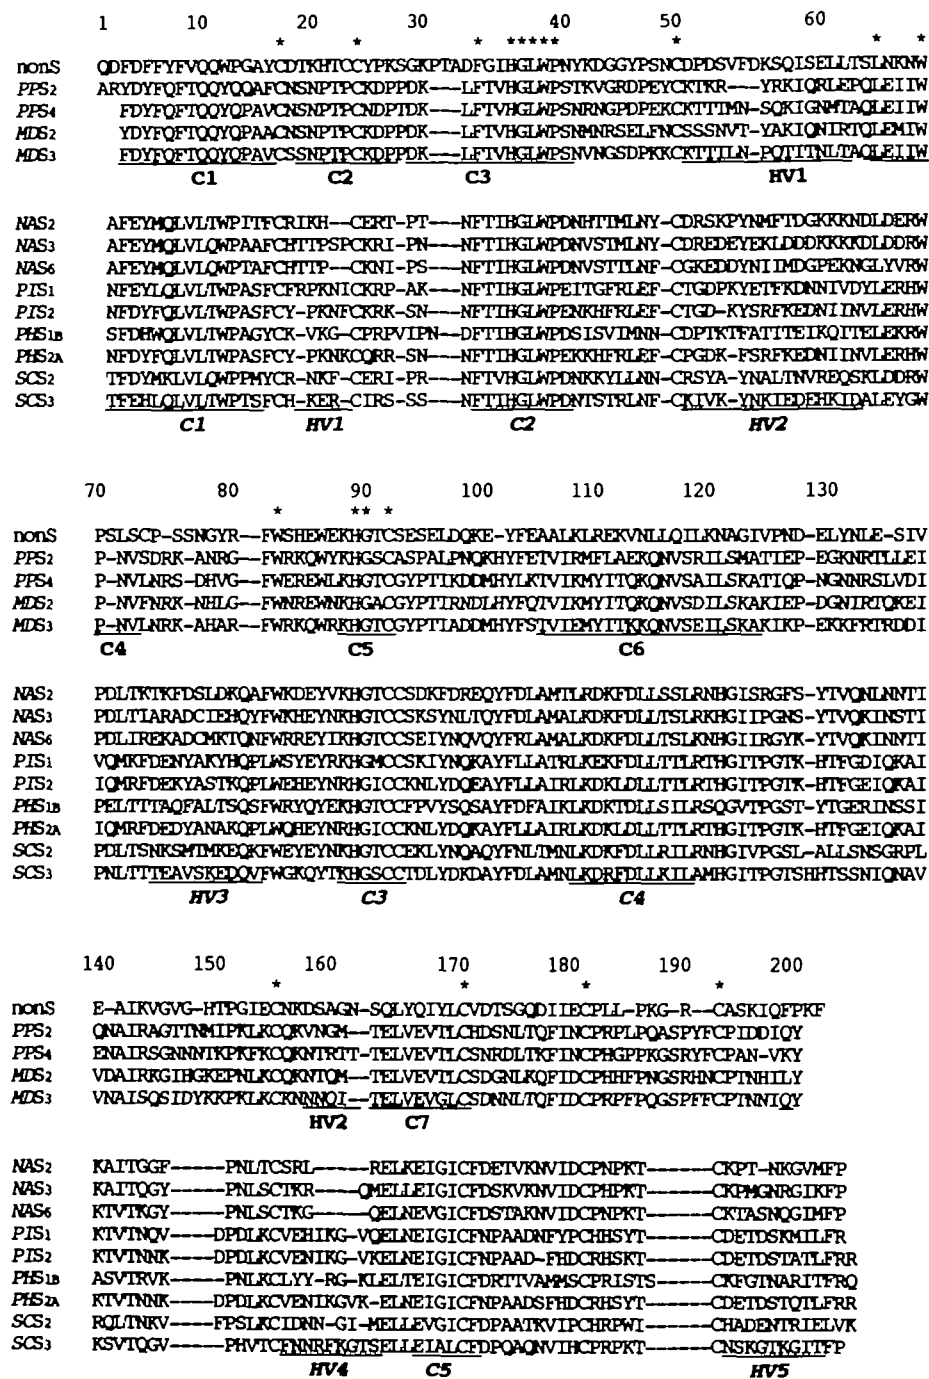 1 10 20 30 40 50 60
* * * ***** * * *
nonS QDFDFFYFVQQWPGAYCDTKHTCCYPKSGKPTADFGIHGLWPNYKDGGYPSNCDPDSVFDKSQISELLTSLNKNW
PPS2 ARYDYFQFTQQYQQAFCNSNPTPCKDPPDK---LFTVHGLWPSTKVGRDPEYCKTKR---YRKIQRLEPQLEIIW
PPS4 FDYFQFTQQYQPAVCNSNPTPCNDPTDK---LFTVHGLWPSNRNGPDPEKCKTTTMN--SQKIGNMTAQLEIIW
MDS2 YDYFQFTQQYQPAACNSNPTPCKDPPDK---LFTVHGLWPSNMNRSELFNCSSSNVT-YAKIQNIRTQLEMIW
MDS3 FDYFQFTQQYQPAVCSSNPTPCKDPPDK---LFTVHGLWPSNVNGSDPKKCKTTILN-PQTITNLTAQLEIIW
C1 C2 C3 HV1
NAS2 AFEYMQLVLTWPITFCRIKH--CERT-PT---NFTIHGLWPDNHTTMLNY-CDRSKPYNMFTDGKKKNDLDERW
NAS3 AFEYMQLVLQWPAAFCHTTPSPCKRI-PN---NFTIHGLWPDNVSTMLNY-CDREDEYEKLDDDKKKKDLDDRW
NAS6 AFEYMQLVLQWPTAFCHTTP--CKNI-PS---NFTIHGLWPDNVSTTLNF-CGKEDDYNIIMDGPEKNGLYVRW
PIS1 NFEYLQLVLTWPASFCFRPKNICKRP-AK---NFTIHGLWPEITGFRLEF-CTGDPKYETFKDNNIVDYLERHW
PIS2 NFDYFQLVLTWPASFCY-PKNFCKRK-SN---NFTIHGLWPENKHFRLEF-CTGD-KYSRFKEDNIINVLERHW
PHS1B SFDHWQLVLTWPAGYCK-VKG-CPRPVIPN--DFTIHGLWPDSISVIMNN-CDPTKTFATITEIKQITELEKRW
PHS2A NFDYFQLVLTWPASFCY-PKNKCQRR-SN---NFTIHGLWPEKKHFRLEF-CPGDK-FSRFKEDNIINVLERHW
SCS2 TFDYMKLVLQWPPMYCR-NKF-CERI-PR---NFTVHGLWPDNKKYLLNN-CRSYA-YNALTNVREQSKLDDRW
SCS3 TFEHLQLVLTWPTSFCH-KER-CIRS-SS---NFTIHGLWPDNTSTRLNF-CKIVK-YNKIEDEHKIDALEYGW
C1 HV1 C2 HV2
70 80 90 100 110 120 130
* ** *
nonS PSLSCP-SSNGYR-FWSHEWEKHGTCSESELDQKE-YFEAALKLREKVNLLQILKNAGIVPND-ELYNLE-SIV
PPS2 P-NVSDRK-ANRG--FWRKQWYKHGSCASPALPNQKHYFETVIRMFLAEKQNVSRILSMATIEP-EGKNRTLLEI
PPS4 P-NVLNRS-DHVG--FWEREWLKHGTCGYPTIKDDMHYLKTVIKMYITQKQNVSAILSKATIQP-NGNNRSLVDI
MDS2 P-NVFNRK-NHLG--FWNREWNKHGACGYPTIRNDLHYFQTVIKMYITQKQNVSDILSKAKIEP-DGNIRTQKEI
MDS3 P-NVLNRK-AHAR--FWRKQWRKHGTCGYPTIADDMHYFSTVIEMYITKKQNVSEILSKAKIKP-EKKFRTRDDI
C4 C5 C6
NAS2 PDLTKTKFDSLDKQAFWKDEYVKHGTCCSDKFDREQYFDLAMTLRDKFDLLSSLRNHGISRGFS-YTVQNLNNTI
NAS3 PDLTIARADCIEHQYFWKHEYNKHGTCCSKSYNLTQYFDLAMALKDKFDLLTSLRKHGIIPGNS-YTVQKINSTI
NAS6 PDLIREKADCMKTQNFWRREYIKHGTCCSEIYNQVQYFRLAMALKDKFDLLTSLKNHGIIRGYK-YTVQKINNTI
PIS1 VQMKFDENYAKYHQPLWSYEYRKHGMCCSKIYNQKAYFLLATRLKEKFDLLTTLRTHGITPGTK-HTFGDIQKAI
PIS2 IQMRFDEKYASTKQPLWEHEYNRHGICCKNLYDQEAYFLLAIRLKDKLDLLTTLRTHGITPGTK-HTFGEIQKAI
PHS1B PELTTTAQFALTSQSFWRYQYEKHGTCCFPVYSQSAYFDFAIKLKDKTDLLSILRSQGVTPGST-YTGERINSSI
PHS2A IQMRFDEDYANAKQPLWQHEYNRHGICCKNLYDQKAYFLLAIRLKDKLDLLTTLRTHGITPGTK-HTFGEIQKAI
SCS2 PDLTSNKSMTMKEQKFWEYEYNKHGTCCEKLYNQAQYFNLTMNLKDKFDLLRILRNHGIVPGSL-ALLSNSGRPL
SCS3 PNLTTTEAVSKEDQVFWGKQYTKHGSCCTDLYDKDAYFDLAMNLKDRFDLLKILAMHGITPGTSHHTSSNIQNAV
HV3 C3 C4
140 150 160 170 180 190 200
* * * *
nonS E-AIKVGVG-HTPGIECNKDSAGN-SQLYQIYLCVDTSGQDIIECPLL-PKG-R--CASKIQFPKF
PPS2 QNAIRAGTTNMIPKLKCQKVNGM--TELVEVTLCHDSNLTQFINCPRPLPQASPYFCPIDDIQY
PPS4 ENAIRSGNNNTKPKFKCQKNTRTT-TELVEVTLCSNRDLTKFINCPHGPPKGSRYFCPAN-VKY
MDS2 VDAIRKGIHGKEPNLKCQKNTQM--TELVEVTLCSDGNLKQFIDCPHHFPNGSRHNCPTNHILY
MDS3 VNAISQSIDYKKPKLKCKNNNQI--TELVEVGLCSDNNLTQFIDCPRPFPQGSPFFCPTNNIQY
HV2 C7
NAS2 KAITGGF-----PNLTCSRL-----RELKEIGICFDETVKNVIDCPNPKT------CKPT-NKGVMFP
NAS3 KAITQGY-----PNLSCTKR----QMELLEIGICFDSKVKNVIDCPHPKT------CKPMGNRGIKFP
NAS6 KTVTKGY-----PNLSCTKG-----QELNEVGICFDSTAKNVIDCPNPKT------CKTASNQGIMFP
PIS1 KTVTNQV----DPDLKCVEHIKG-VQELNEIGICFNPAADNFYPCHHSYT------CDETDSKMILFR
PIS2 KTVTNNK----DPDLKCVENIKG-VKELNEIGICFNPAAD-FHDCRHSKT------CDETDSTATLFRR
PHS1B ASVTRVK-----PNLKCLYY-RG-KLELTEIGICFDRTTVAMMSCPRISTS-----CKFGTNARITFRQ
PHS2A KTVTNNK----DPDLKCVENIKGVK-ELNEIGICFNPAADSFHDCRHSYT------CDETDSTQTLFRR
SCS2 RQLTNKV----FPSLKCIDNN-GI-MELLEVGICFDPAATKVIPCHRPWI------CHADENTRIELVK
SCS3 KSVTQGV-----PHVTCFNNRFKGTSELLEIALCFDPQAQNVIHCPRPKT------CNSKGTKGITFP
HV4 C5 HV5